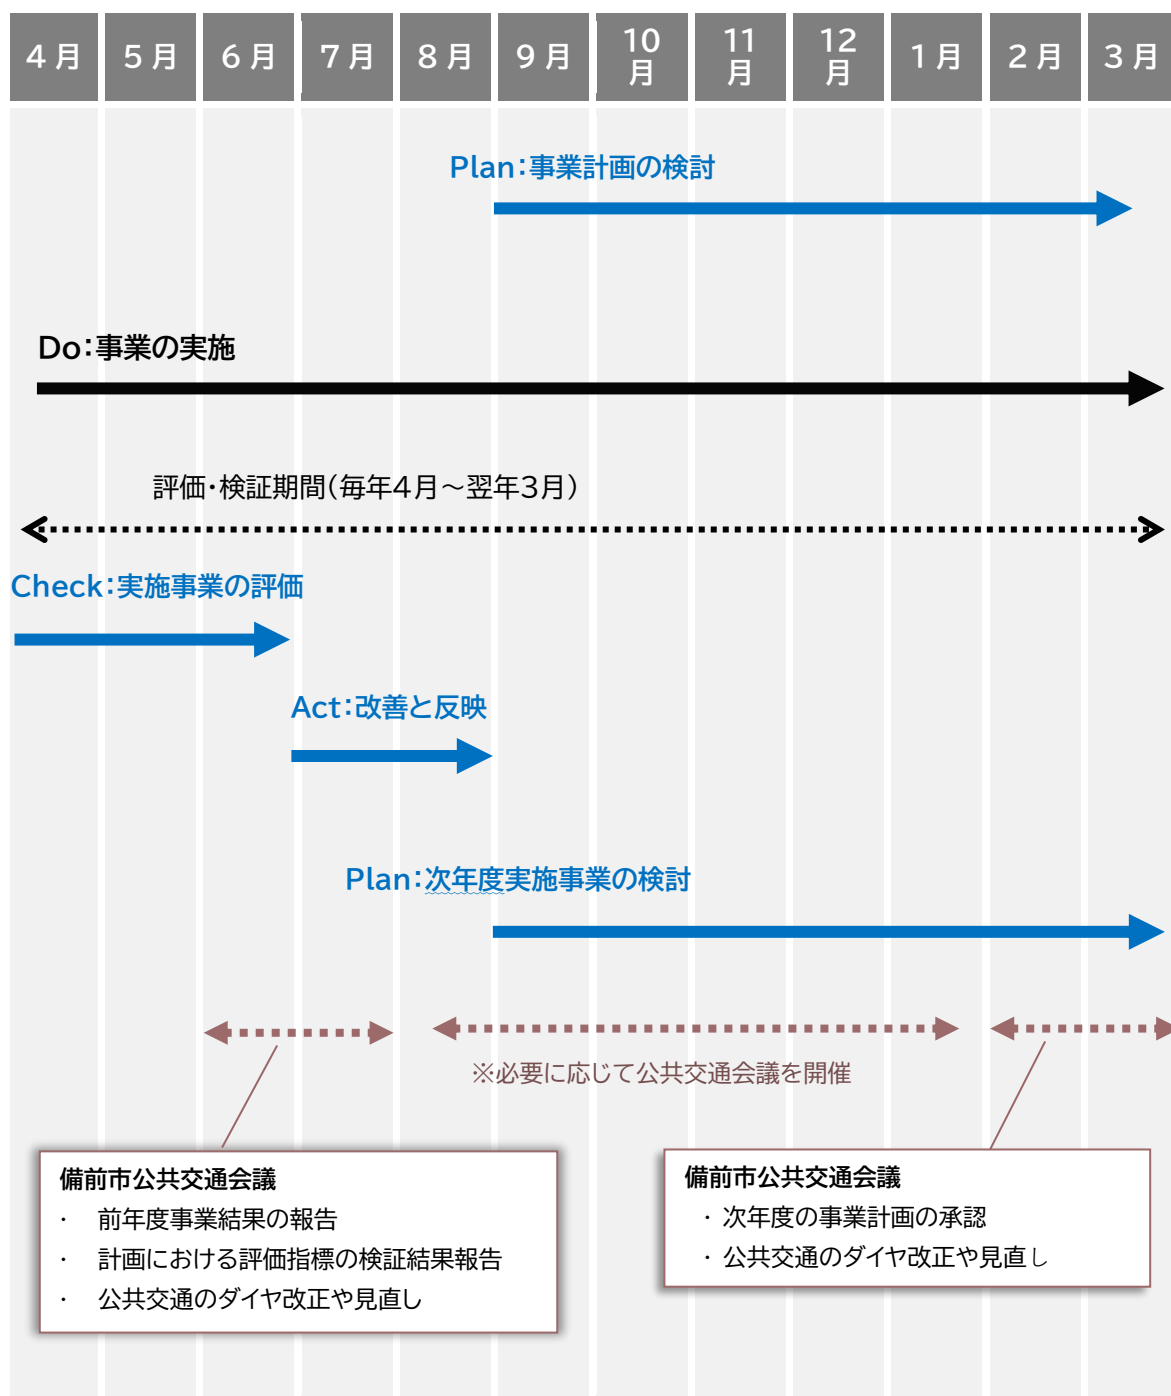 4月 5月 6月 7月 8月 9月 10月 11月 12月 1月 2月 3月
Plan:事業計画の検討
Do:事業の実施
評価・検証期間(毎年4月～翌年3月)
Check:実施事業の評価
Act:改善と反映
Plan:次年度実施事業の検討
※必要に応じて公共交通会議を開催
備前市公共交通会議
・ 前年度事業結果の報告
・ 計画における評価指標の検証結果報告
・ 公共交通のダイヤ改正や見直し
備前市公共交通会議
・次年度の事業計画の承認
・公共交通のダイヤ改正や見直し